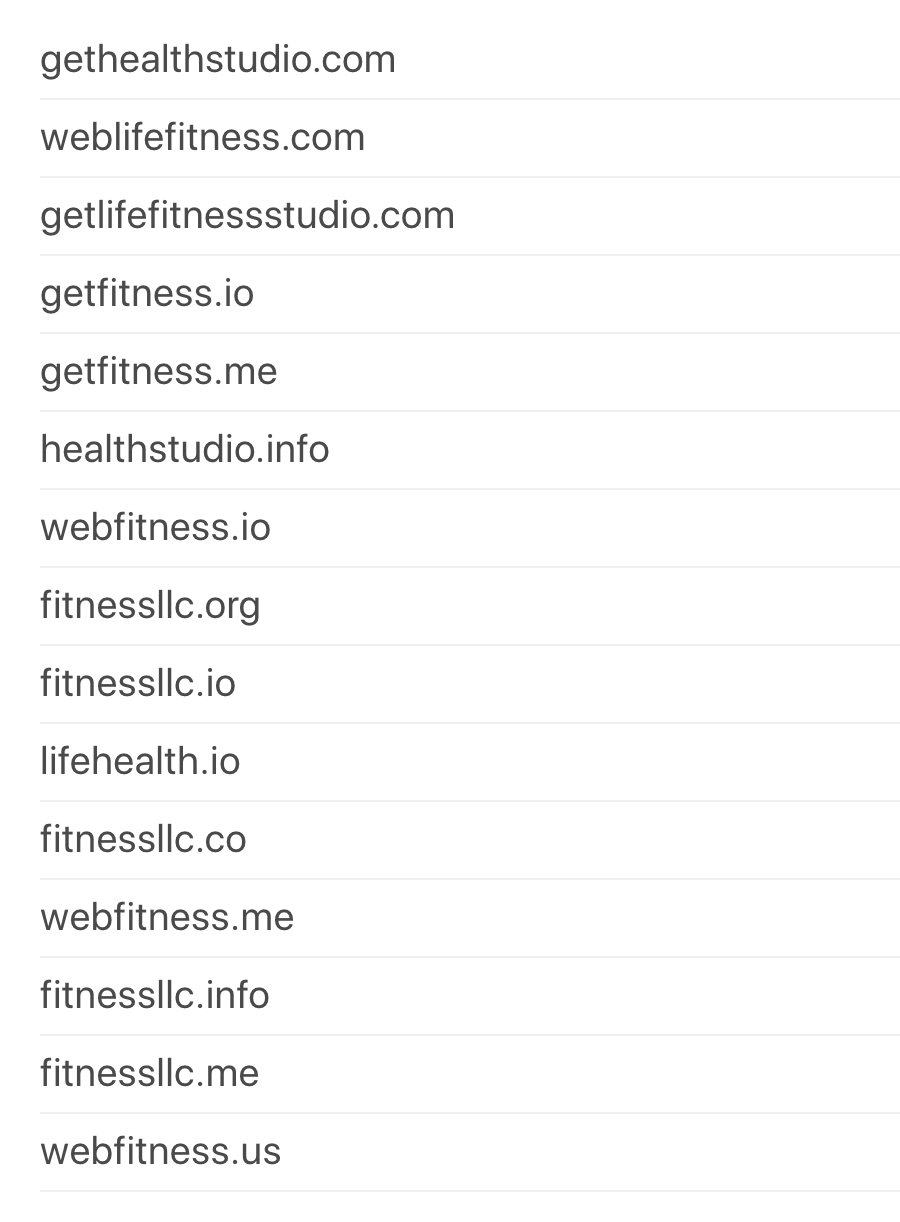 gethealthstudio.com
weblifefitness.com
getlifefitnessstudio.com
getfitness.io
getfitness.me
healthstudio.info
webfitness.io
fitnessllc.org
fitnessllc.io
lifehealth.io
fitnessllc.co
webfitness.me
fitnessllc.info
fitnessllc.me
webfitness.us